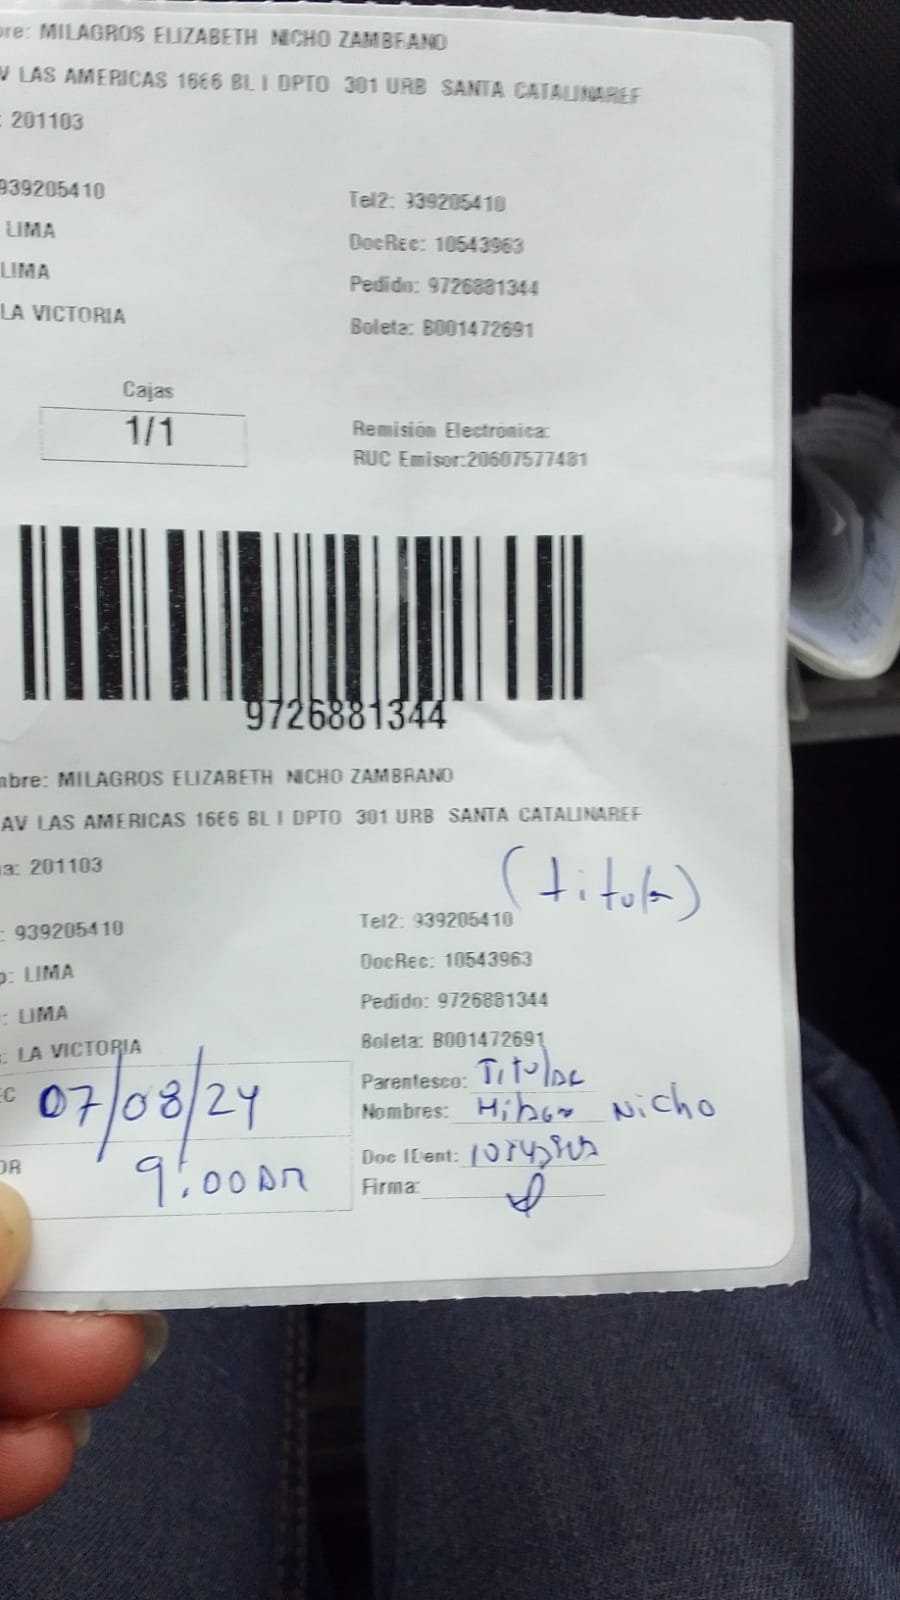 re: MILAGROS ELIZABETH NICHO ZAMBRANO
V LAS AMERICAS 1666 BL I DPTO 301 URB SANTA CATALINAREF
: 201103
939205410
Tel2: 939205410
LIMA
DocRec: 10543963
LIMA
Pedido: 9726881344
LA VICTORIA
Boleta: B001472691
Cajas
1/1
Remisión Electrónica:
RUC Emisor:20607577481
9726881344
mbre: MILAGROS ELIZABETH NICHO ZAMBRANO
AV LAS AMERICAS 1666 BL I DPTO 301 URB SANTA CATALINAREF
a: 201103
(titular)
: 939205410
Tel2: 939205410
p: LIMA
DocRec: 10543963
: LIMA
Pedido: 9726881344
: LA VICTORIA
Boleta: B001472691
EC 07/08/24
Parentesco: Titular
Nombres: Nicho
OR 9:00am
Doc IDent:
Firma: